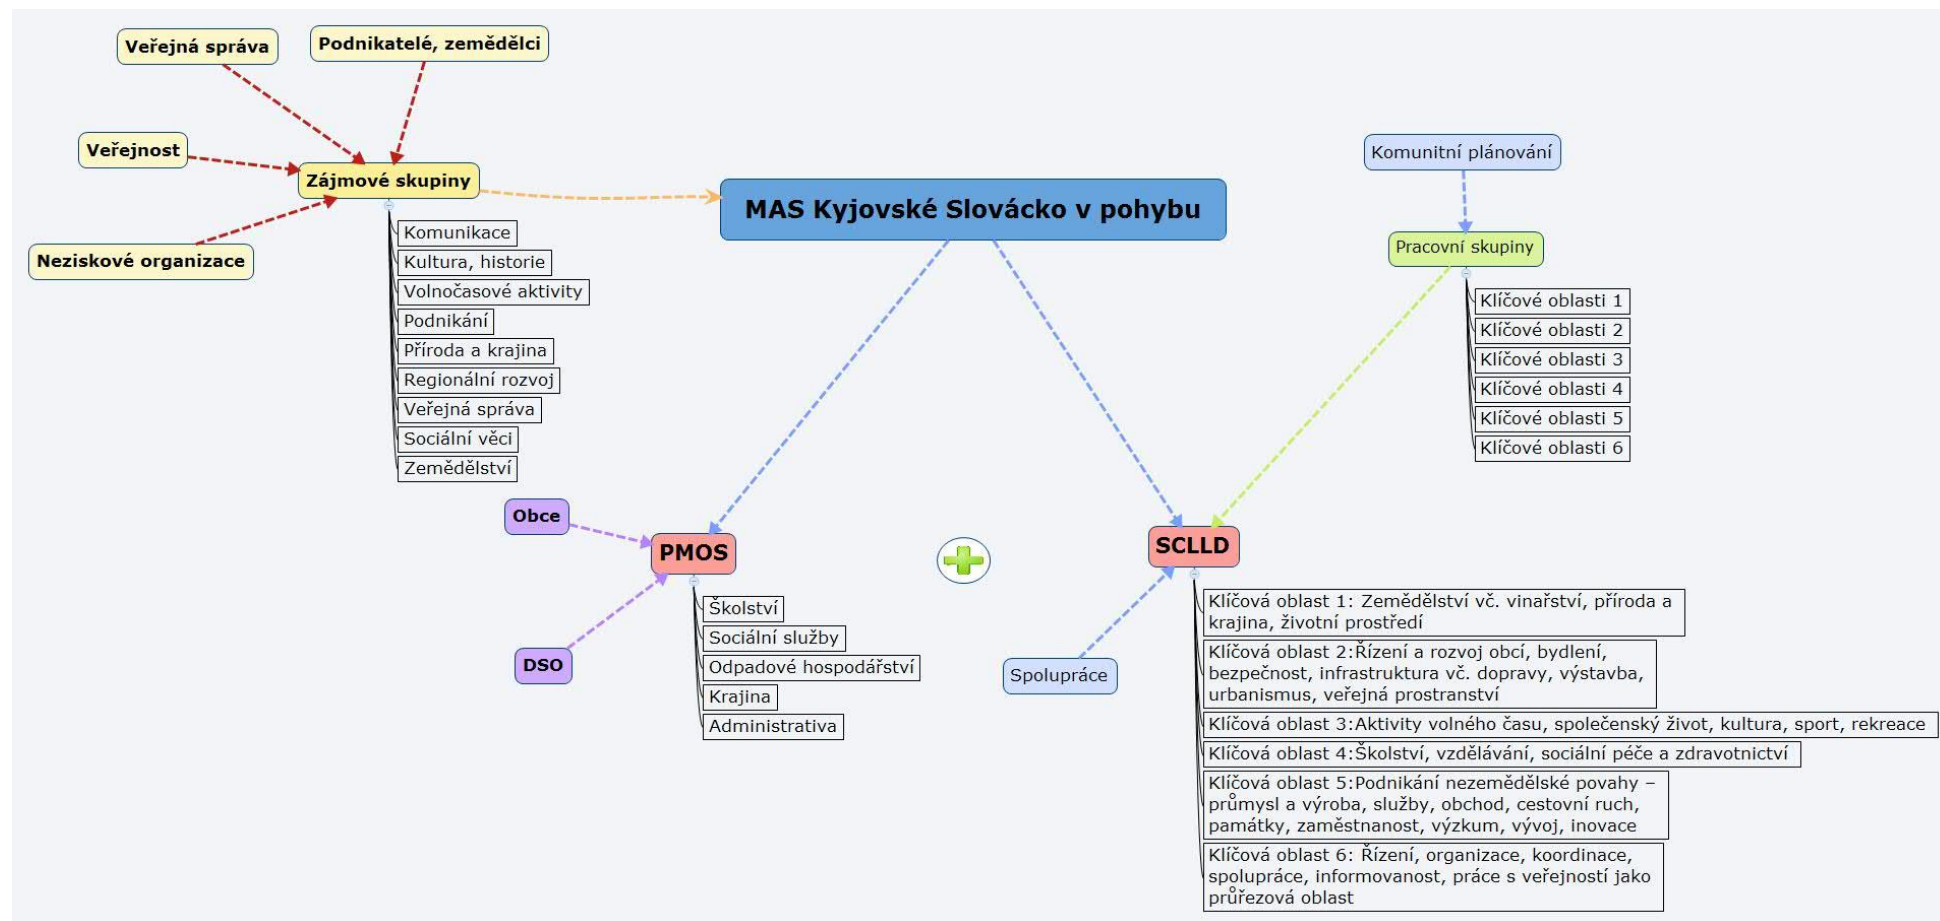 Veřejná správa
Podnikatelé, zemědělci
Veřejnost
Zájmové skupiny
Neziskové organizace
Komunikace
Kultura, historie
Volnočasové aktivity
Podnikání
Příroda a krajina
Regionální rozvoj
Veřejná správa
Sociální věci
Zemědělství
MAS Kyjovské Slovácko v pohybu
Komunitní plánování
Pracovní skupiny
Klíčové oblasti 1
Klíčové oblasti 2
Klíčové oblasti 3
Klíčové oblasti 4
Klíčové oblasti 5
Klíčové oblasti 6
Obce
PMOS
DSO
Školství
Sociální služby
Odpadové hospodářství
Krajina
Administrativa
SCLLD
Spolupráce
Klíčová oblast 1: Zemědělství vč. vinařství, příroda a
krajina, životní prostředí
Klíčová oblast 2:Řízení a rozvoj obcí, bydlení,
bezpečnost, infrastruktura vč. dopravy, výstavba,
urbanismus, veřejná prostranství
Klíčová oblast 3:Aktivity volného času, společenský život, kultura, sport, rekreace
Klíčová oblast 4:Školství, vzdělávání, sociální péče a zdravotnictví
Klíčová oblast 5:Podnikání nezemědělské povahy –
průmysl a výroba, služby, obchod, cestovní ruch,
památky, zaměstnanost, výzkum, vývoj, inovace
Klíčová oblast 6: Řízení, organizace, koordinace,
spolupráce, informovanost, práce s veřejností jako
průřezová oblast